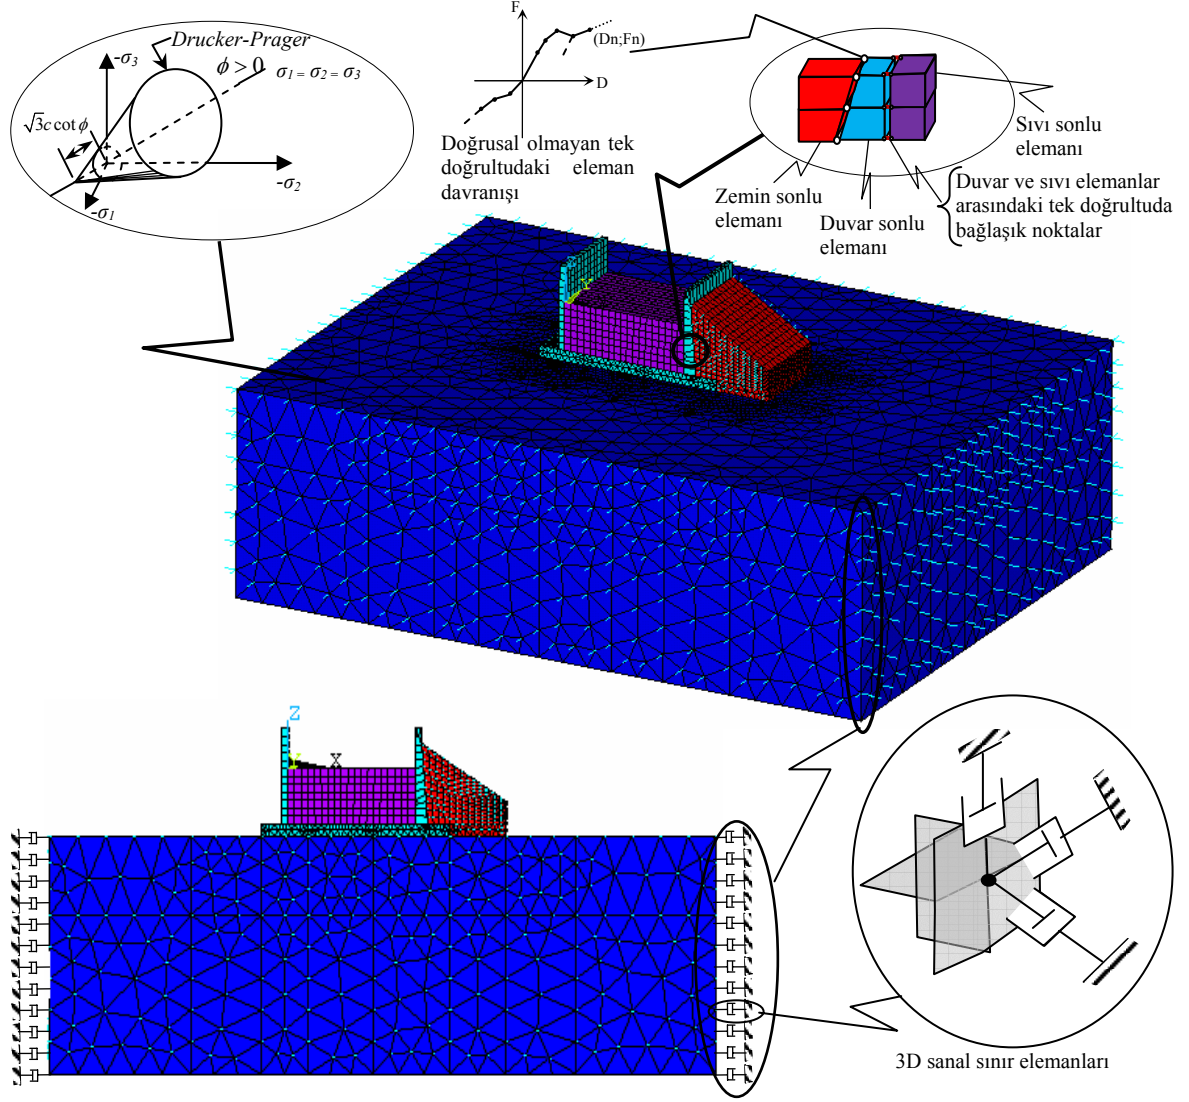 Drucker-Prager
ϕ > 0
-σ3
σ1 = σ2 = σ3
√3c cot ϕ
-σ2
-σ1
F
(Dn;Fn)
D
Doğrusal olmayan tek
doğrultudaki eleman
davranışı
Sıvı sonlu
elemanı
Zemin sonlu
elemanı
Duvar sonlu
elemanı
Duvar ve sıvı elemanlar
arasındaki tek doğrultuda
bağlaşık noktalar
Z
X
3D sanal sınır elemanları